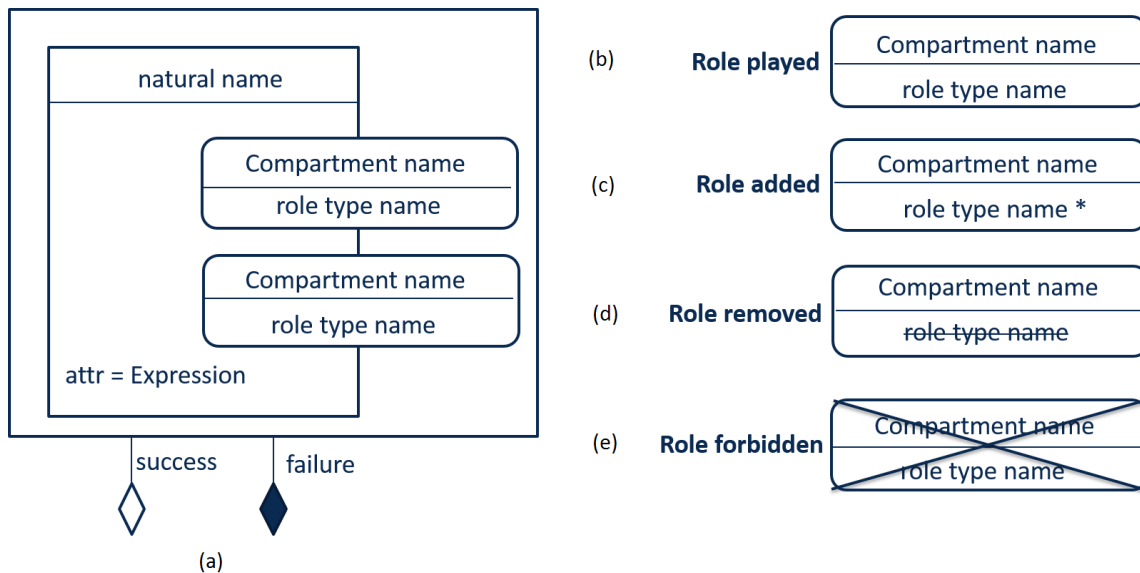 natural name
Compartment name
role type name
Compartment name
role type name
attr = Expression
success
failure
(a)
(b)
Role played
Compartment name
role type name
(c)
Role added
Compartment name
role type name *
(d)
Role removed
Compartment name
role type name
(e)
Role forbidden
Compartment name
role type name